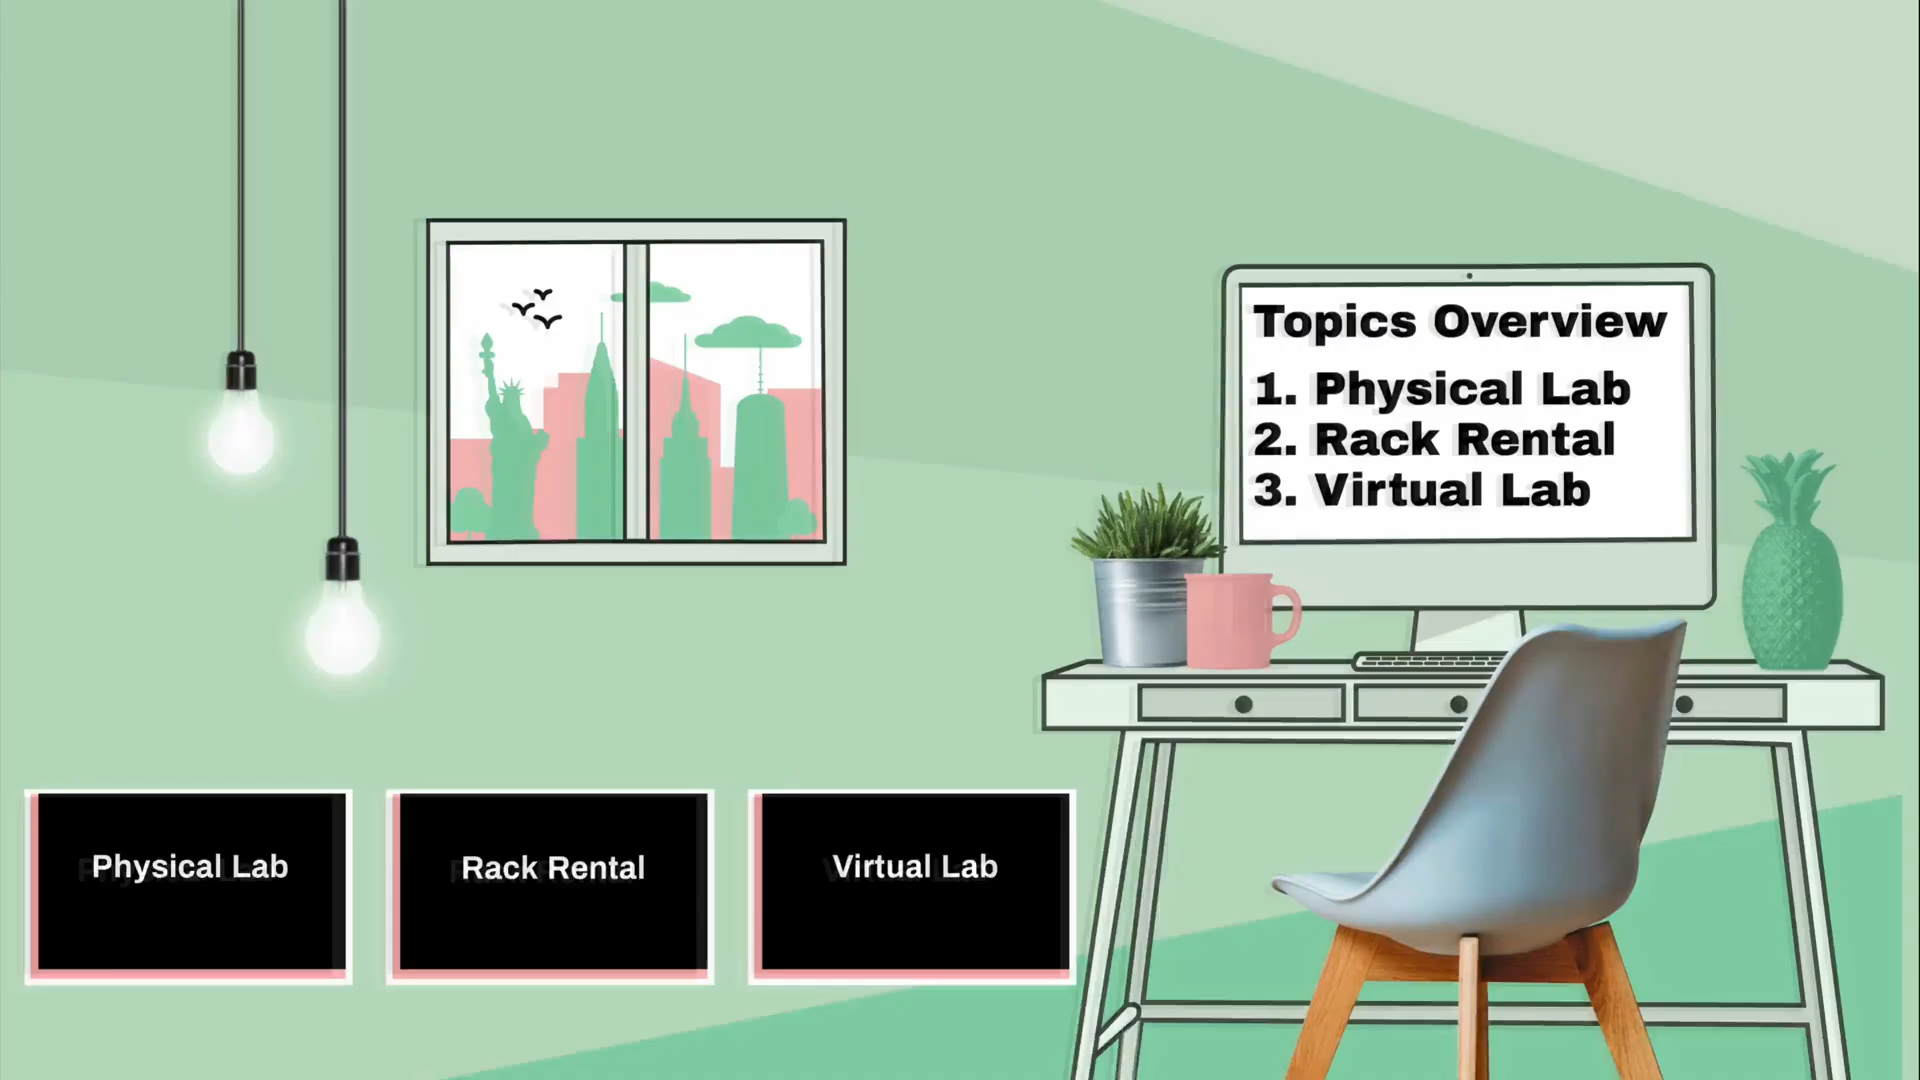 Topics Overview
1. Physical Lab
2. Rack Rental
3. Virtual Lab
Physical Lab
Rack Rental
Virtual Lab